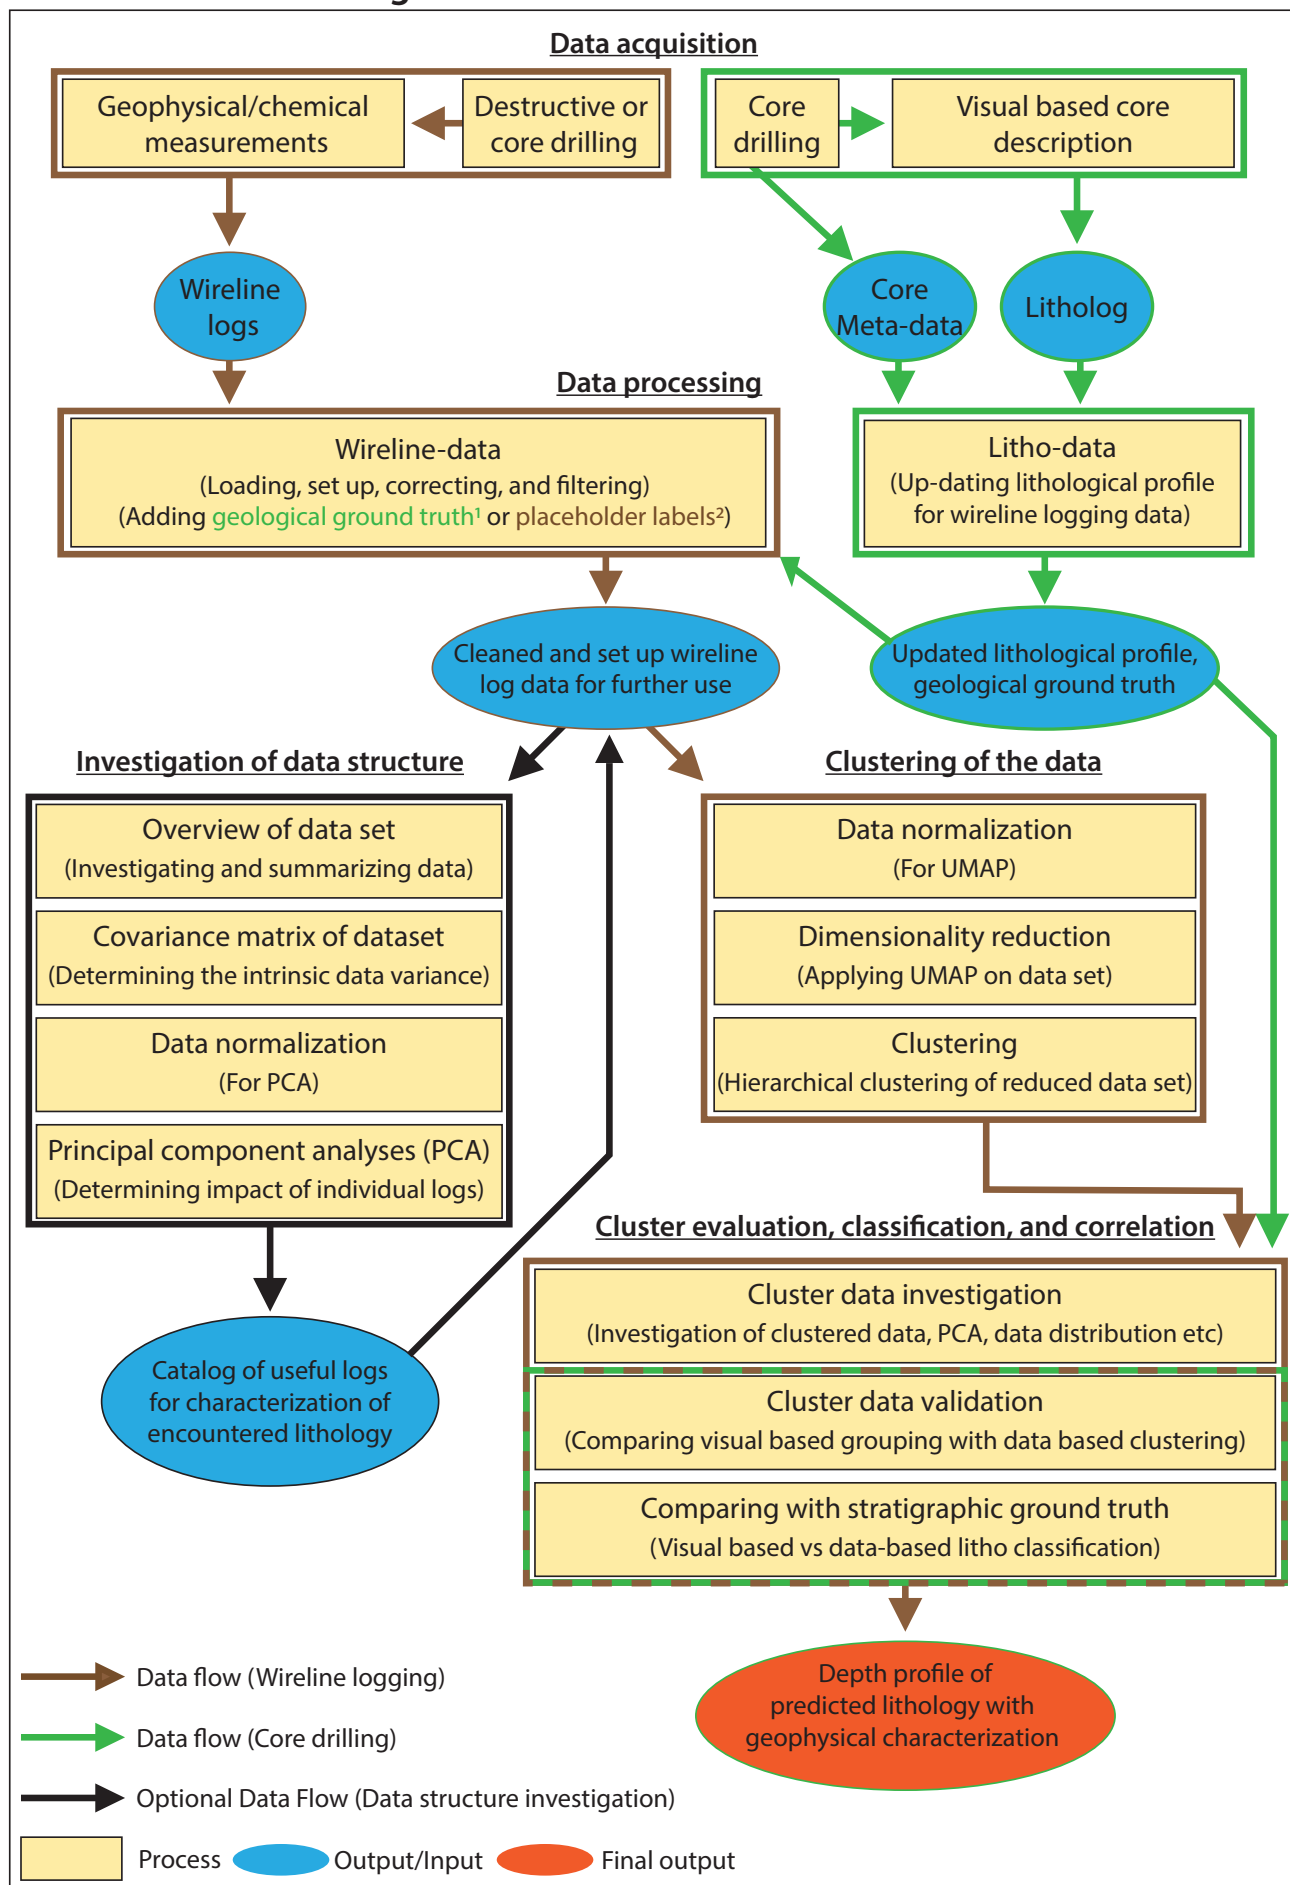 Data acquisition
Geophysical/chemical
measurements
Destructive or
core drilling
Core
drilling
Visual based core
description
Wireline
logs
Core
Meta-data
Litholog
Data processing
Wireline-data
(Loading, set up, correcting, and filtering)
(Adding geological ground truth¹ or placeholder labels²)
Litho-data
(Up-dating lithological profile
for wireline logging data)
Cleaned and set up wireline
log data for further use
Updated lithological profile,
geological ground truth
Investigation of data structure
Overview of data set
(Investigating and summarizing data)
Covariance matrix of dataset
(Determining the intrinsic data variance)
Data normalization
(For PCA)
Principal component analyses (PCA)
(Determining impact of individual logs)
Catalog of useful logs
for characterization of
encountered lithology
Clustering of the data
Data normalization
(For UMAP)
Dimensionality reduction
(Applying UMAP on data set)
Clustering
(Hierarchical clustering of reduced data set)
Cluster evaluation, classification, and correlation
Cluster data investigation
(Investigation of clustered data, PCA, data distribution etc)
Cluster data validation
(Comparing visual based grouping with data based clustering)
Comparing with stratigraphic ground truth
(Visual based vs data-based litho classification)
Depth profile of
predicted lithology with
geophysical characterization
Data flow (Wireline logging)
Data flow (Core drilling)
Optional Data Flow (Data structure investigation)
Process
Output/Input
Final output